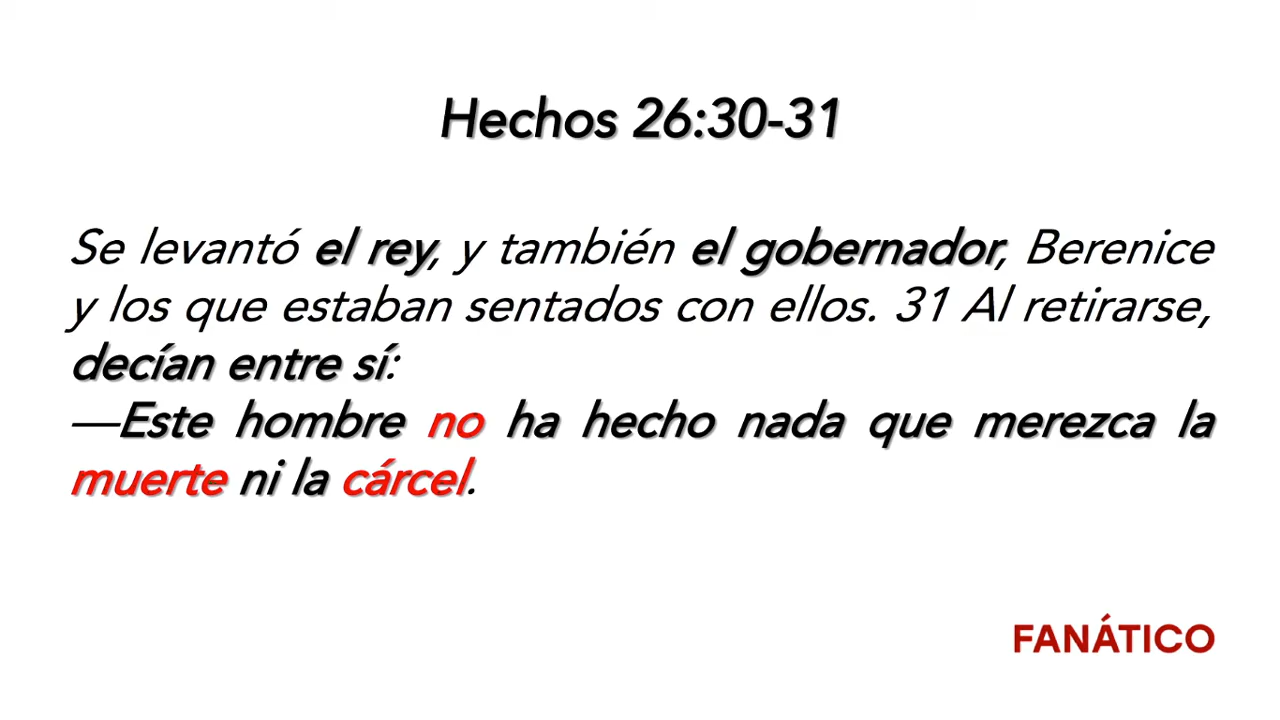 Hechos 26:30-31
Se levantó el rey, y también el gobernador, Berenice
y los que estaban sentados con ellos. 31 Al retirarse,
decían entre sí:
—Este hombre no ha hecho nada que merezca la
muerte ni la cárcel.
FANÁTICO